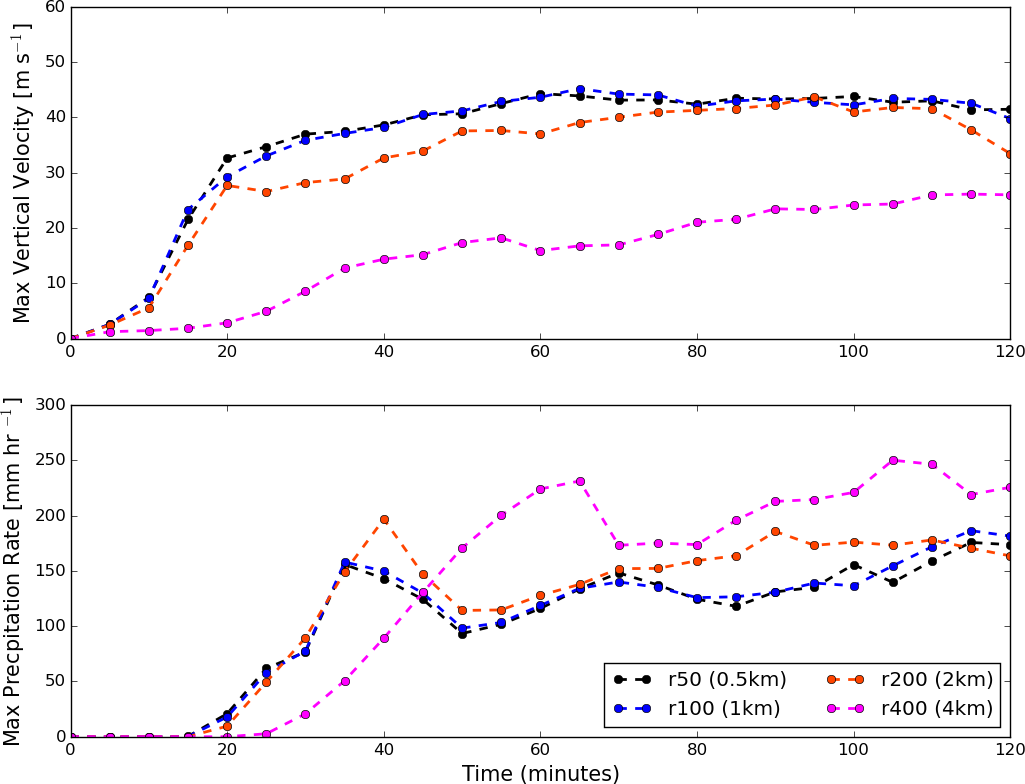 60
50
40
30
20
10
0
Max Vertical Velocity [m s⁻¹]
0 20 40 60 80 100 120
300
250
200
150
100
50
0
Max Precpitation Rate [mm hr ⁻¹]
r50 (0.5km) r200 (2km)
r100 (1km) r400 (4km)
0 20 40 60 80 100 120
Time (minutes)